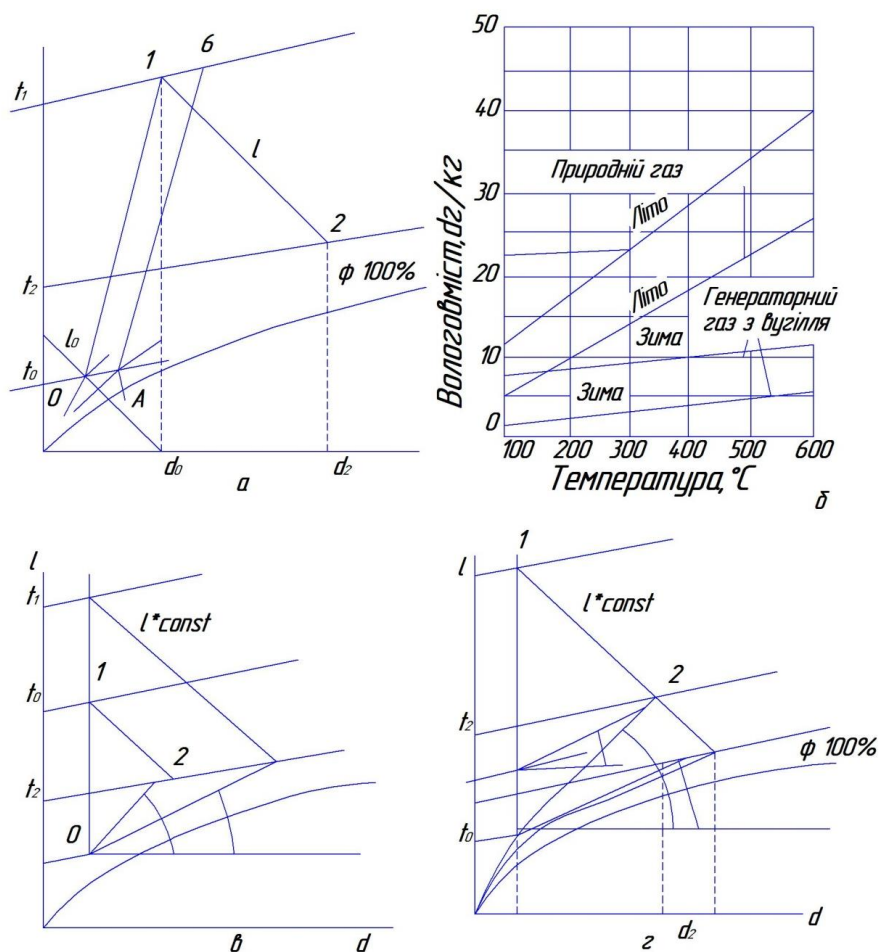 1
6
t₁
l
2
t₂
φ 100%
l₀
t₀
0
A
d₀
d₂
а
50
40
30
20
10
0
Вологовміст,dг/кг
Природній газ
Літо
Літо
Генераторний
газ з вугілля
Зима
Зима
100 200 300 400 500 600
Температура,°С
б
l
t₁
l*const
1
t₀
2
t₂
0
d
в
1
l
l*const
2
t₂
φ 100%
t₀
d₂
d
г